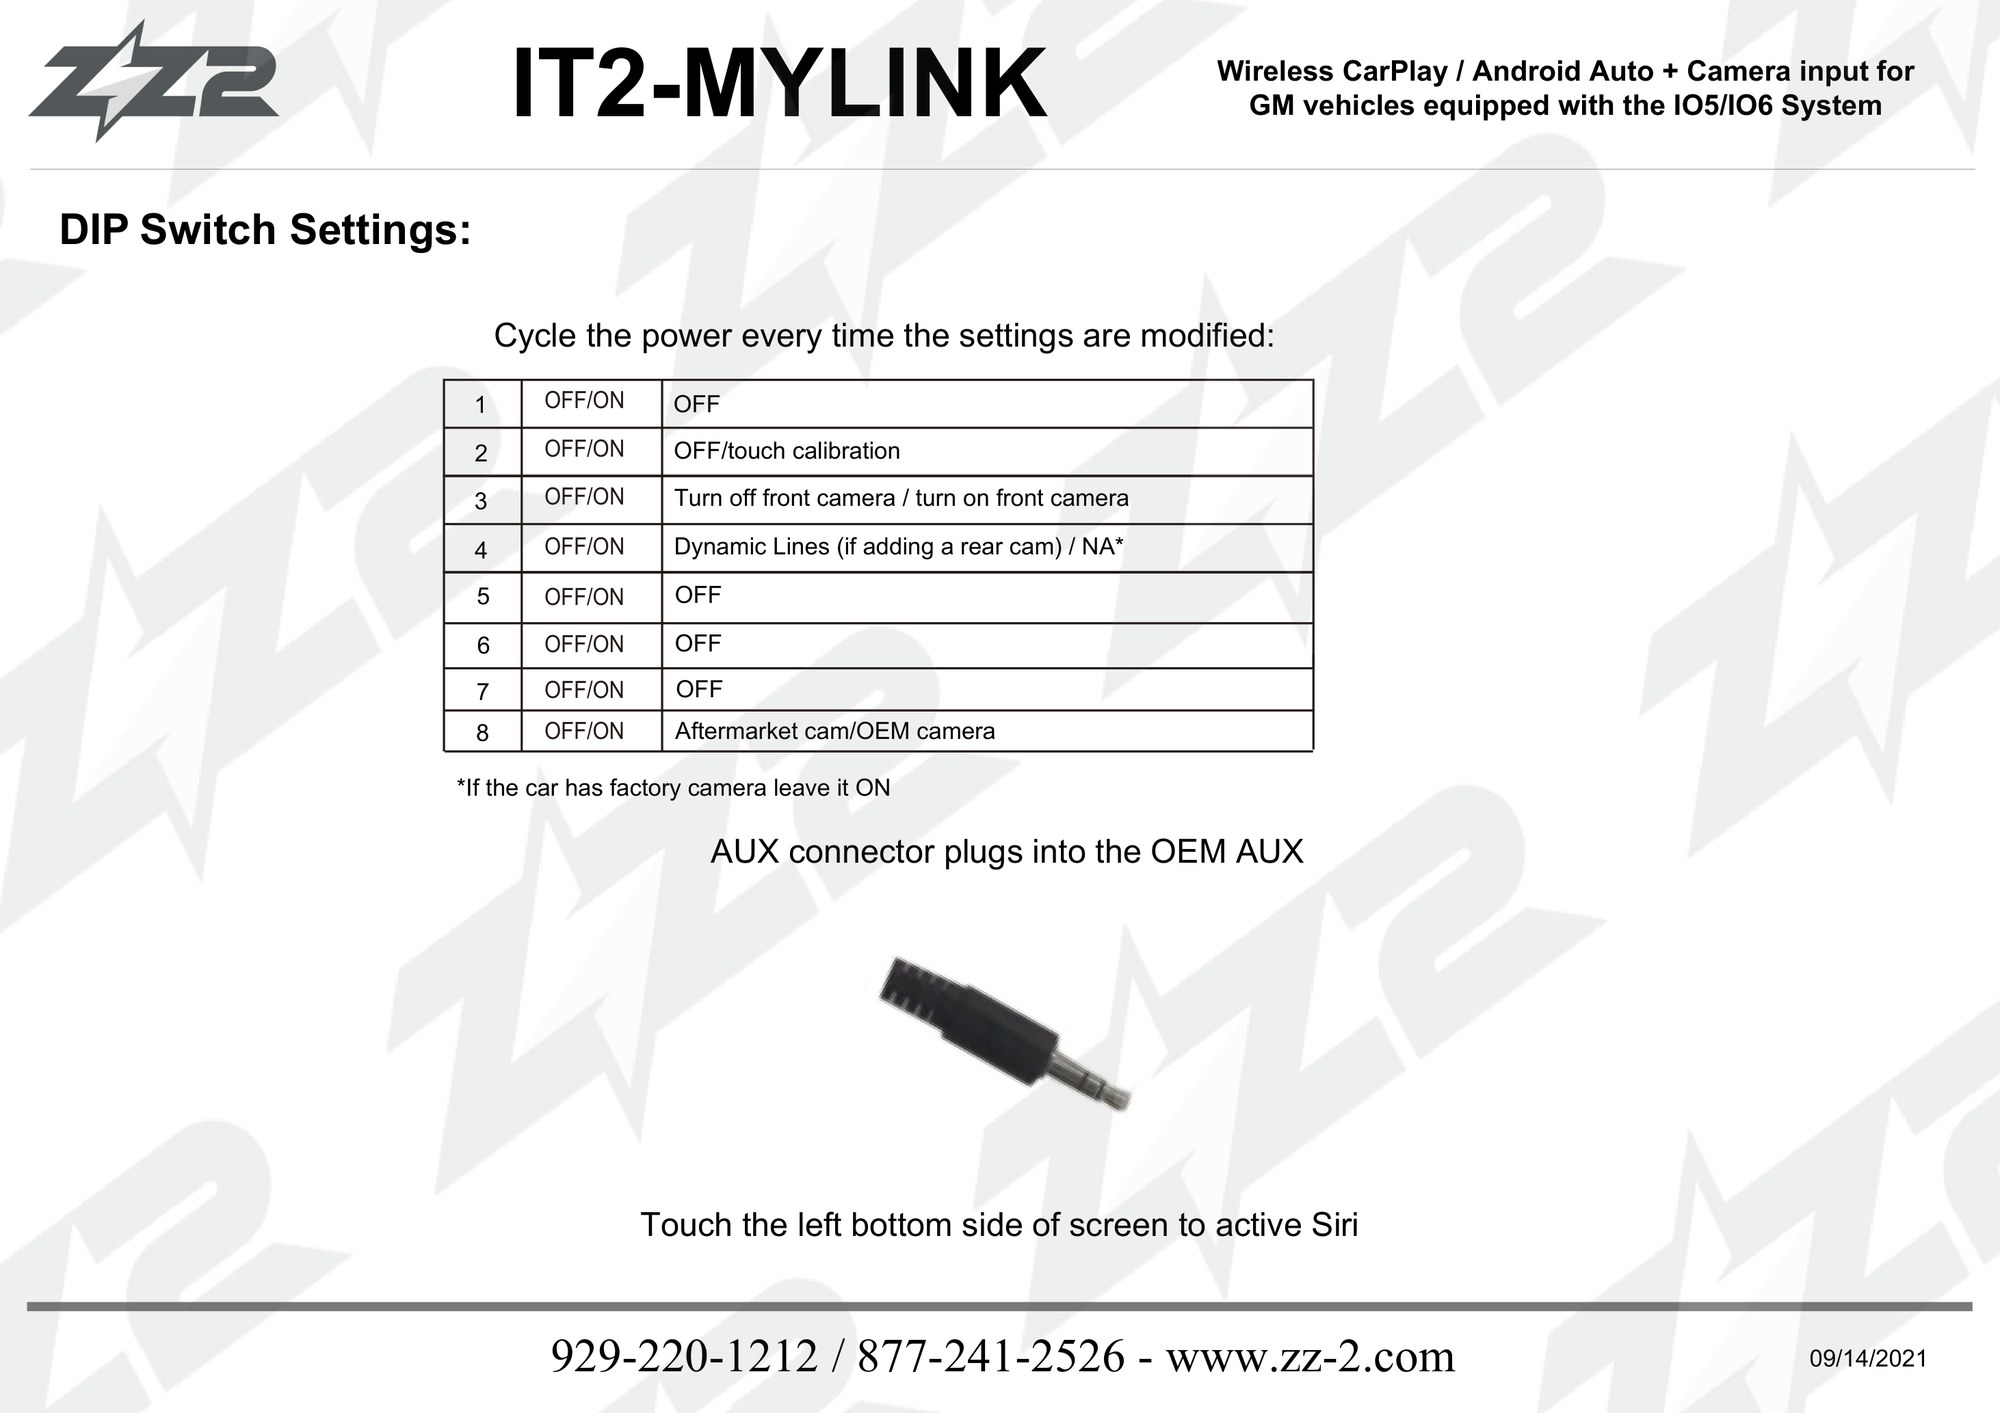 ZZ2
IT2-MYLINK
Wireless CarPlay / Android Auto + Camera input for
GM vehicles equipped with the IO5/IO6 System
DIP Switch Settings:
Cycle the power every time the settings are modified:
1 OFF/ON OFF
2 OFF/ON OFF/touch calibration
3 OFF/ON Turn off front camera / turn on front camera
4 OFF/ON Dynamic Lines (if adding a rear cam) / NA*
5 OFF/ON OFF
6 OFF/ON OFF
7 OFF/ON OFF
8 OFF/ON Aftermarket cam/OEM camera
*If the car has factory camera leave it ON
AUX connector plugs into the OEM AUX
Touch the left bottom side of screen to active Siri
929-220-1212 / 877-241-2526 - www.zz-2.com
09/14/2021